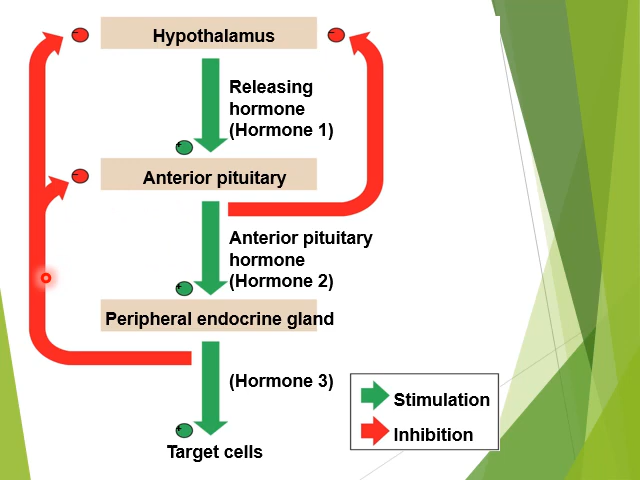 Hypothalamus
Releasing
hormone
(Hormone 1)
Anterior pituitary
Anterior pituitary
hormone
(Hormone 2)
Peripheral endocrine gland
(Hormone 3)
Target cells
Stimulation
Inhibition